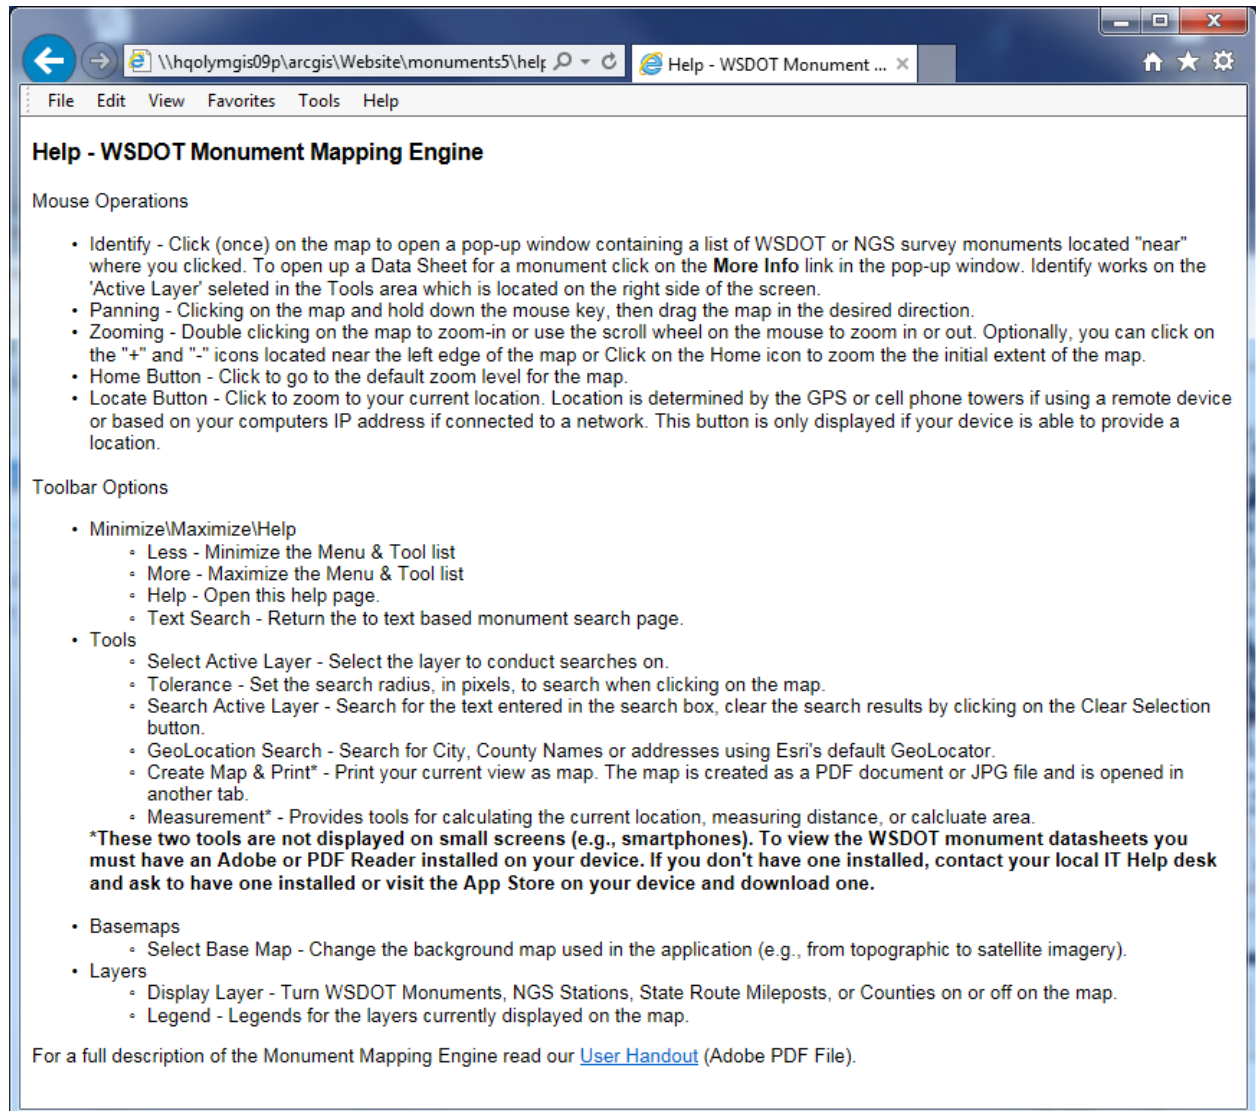 \\hqolymgis09p\arcgis\Website\monuments5\help
Help - WSDOT Monument ...
File Edit View Favorites Tools Help
Help - WSDOT Monument Mapping Engine
Mouse Operations
• Identify - Click (once) on the map to open a pop-up window containing a list of WSDOT or NGS survey monuments located "near"
where you clicked. To open up a Data Sheet for a monument click on the More Info link in the pop-up window. Identify works on the
'Active Layer' seleted in the Tools area which is located on the right side of the screen.
• Panning - Clicking on the map and hold down the mouse key, then drag the map in the desired direction.
• Zooming - Double clicking on the map to zoom-in or use the scroll wheel on the mouse to zoom in or out. Optionally, you can click on
the "+" and "-" icons located near the left edge of the map or Click on the Home icon to zoom the the initial extent of the map.
• Home Button - Click to go to the default zoom level for the map.
• Locate Button - Click to zoom to your current location. Location is determined by the GPS or cell phone towers if using a remote device
or based on your computers IP address if connected to a network. This button is only displayed if your device is able to provide a
location.
Toolbar Options
• Minimize\Maximize\Help
◦ Less - Minimize the Menu & Tool list
◦ More - Maximize the Menu & Tool list
◦ Help - Open this help page.
◦ Text Search - Return the to text based monument search page.
• Tools
◦ Select Active Layer - Select the layer to conduct searches on.
◦ Tolerance - Set the search radius, in pixels, to search when clicking on the map.
◦ Search Active Layer - Search for the text entered in the search box, clear the search results by clicking on the Clear Selection
button.
◦ GeoLocation Search - Search for City, County Names or addresses using Esri's default GeoLocator.
◦ Create Map & Print* - Print your current view as map. The map is created as a PDF document or JPG file and is opened in
another tab.
◦ Measurement* - Provides tools for calculating the current location, measuring distance, or calcluate area.
*These two tools are not displayed on small screens (e.g., smartphones). To view the WSDOT monument datasheets you
must have an Adobe or PDF Reader installed on your device. If you don't have one installed, contact your local IT Help desk
and ask to have one installed or visit the App Store on your device and download one.
• Basemaps
◦ Select Base Map - Change the background map used in the application (e.g., from topographic to satellite imagery).
• Layers
◦ Display Layer - Turn WSDOT Monuments, NGS Stations, State Route Mileposts, or Counties on or off on the map.
◦ Legend - Legends for the layers currently displayed on the map.
For a full description of the Monument Mapping Engine read our User Handout (Adobe PDF File).